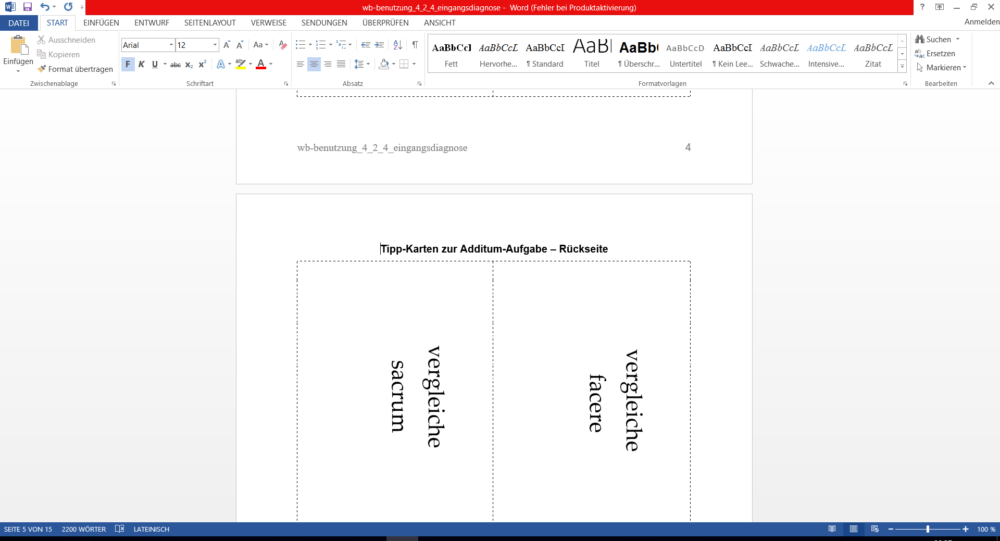 wb-benutzung_4_2_4_eingangsdiagnose - Word (Fehler bei Produktaktivierung)
?
DATEI START EINFÜGEN ENTWURF SEITENLAYOUT VERWEISE SENDUNGEN ÜBERPRÜFEN ANSICHT Anmelden
Einfügen
Ausschneiden
Kopieren
Format übertragen
Zwischenablage
Arial 12
F K U abc x₂ x²
Aa
Schriftart
Absatz
AaBbCcI AaBbCcL AaBbCcI AaBl AaBb( AaBbCcD AaBbCcI AaBbCcL AaBbCcL AaBbCcL
Fett Hervorhe... ¶ Standard Titel ¶ Überschr... Untertitel ¶ Kein Lee... Schwache... Intensive... Zitat
Formatvorlagen
Suchen
Ersetzen
Markieren
Bearbeiten
wb-benutzung_4_2_4_eingangsdiagnose 4
Tipp-Karten zur Additum-Aufgabe – Rückseite
vergleiche
sacrum
vergleiche
facere
SEITE 5 VON 15 2200 WÖRTER LATEINISCH 100 %